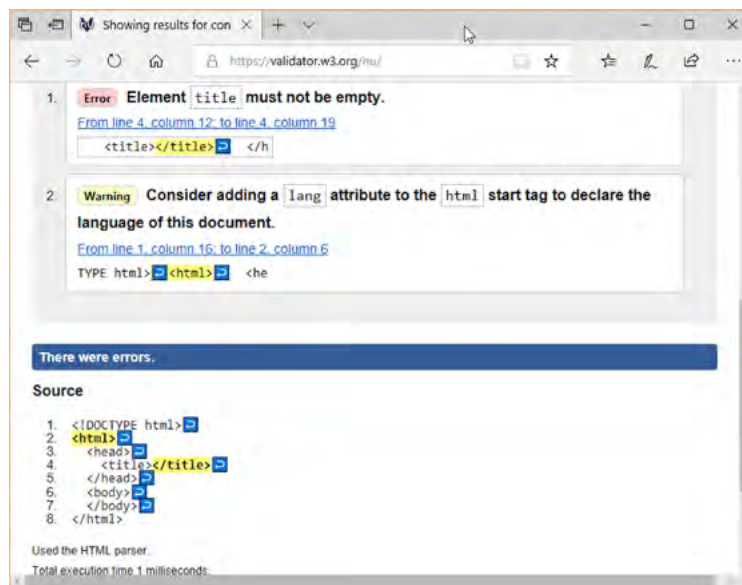 Showing results for con
https://validator.w3.org/nu/
1. Error Element title must not be empty.
From line 4, column 12; to line 4, column 19
<title></title> </h
2. Warning Consider adding a lang attribute to the html start tag to declare the
language of this document.
From line 1, column 16; to line 2, column 6
TYPE html> <html> <he
There were errors.
Source
1. <!DOCTYPE html>
2. <html>
3. <head>
4. <title></title>
5. </head>
6. <body>
7. </body>
8. </html>
Used the HTML parser.
Total execution time 1 milliseconds.